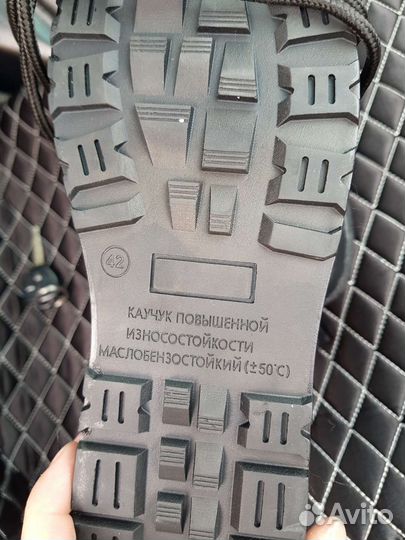 42
КАУЧУК ПОВЫШЕННОЙ
ИЗНОСОСТОЙКОСТИ
МАСЛОБЕНЗОСТОЙКИЙ (±50°С)
Avito